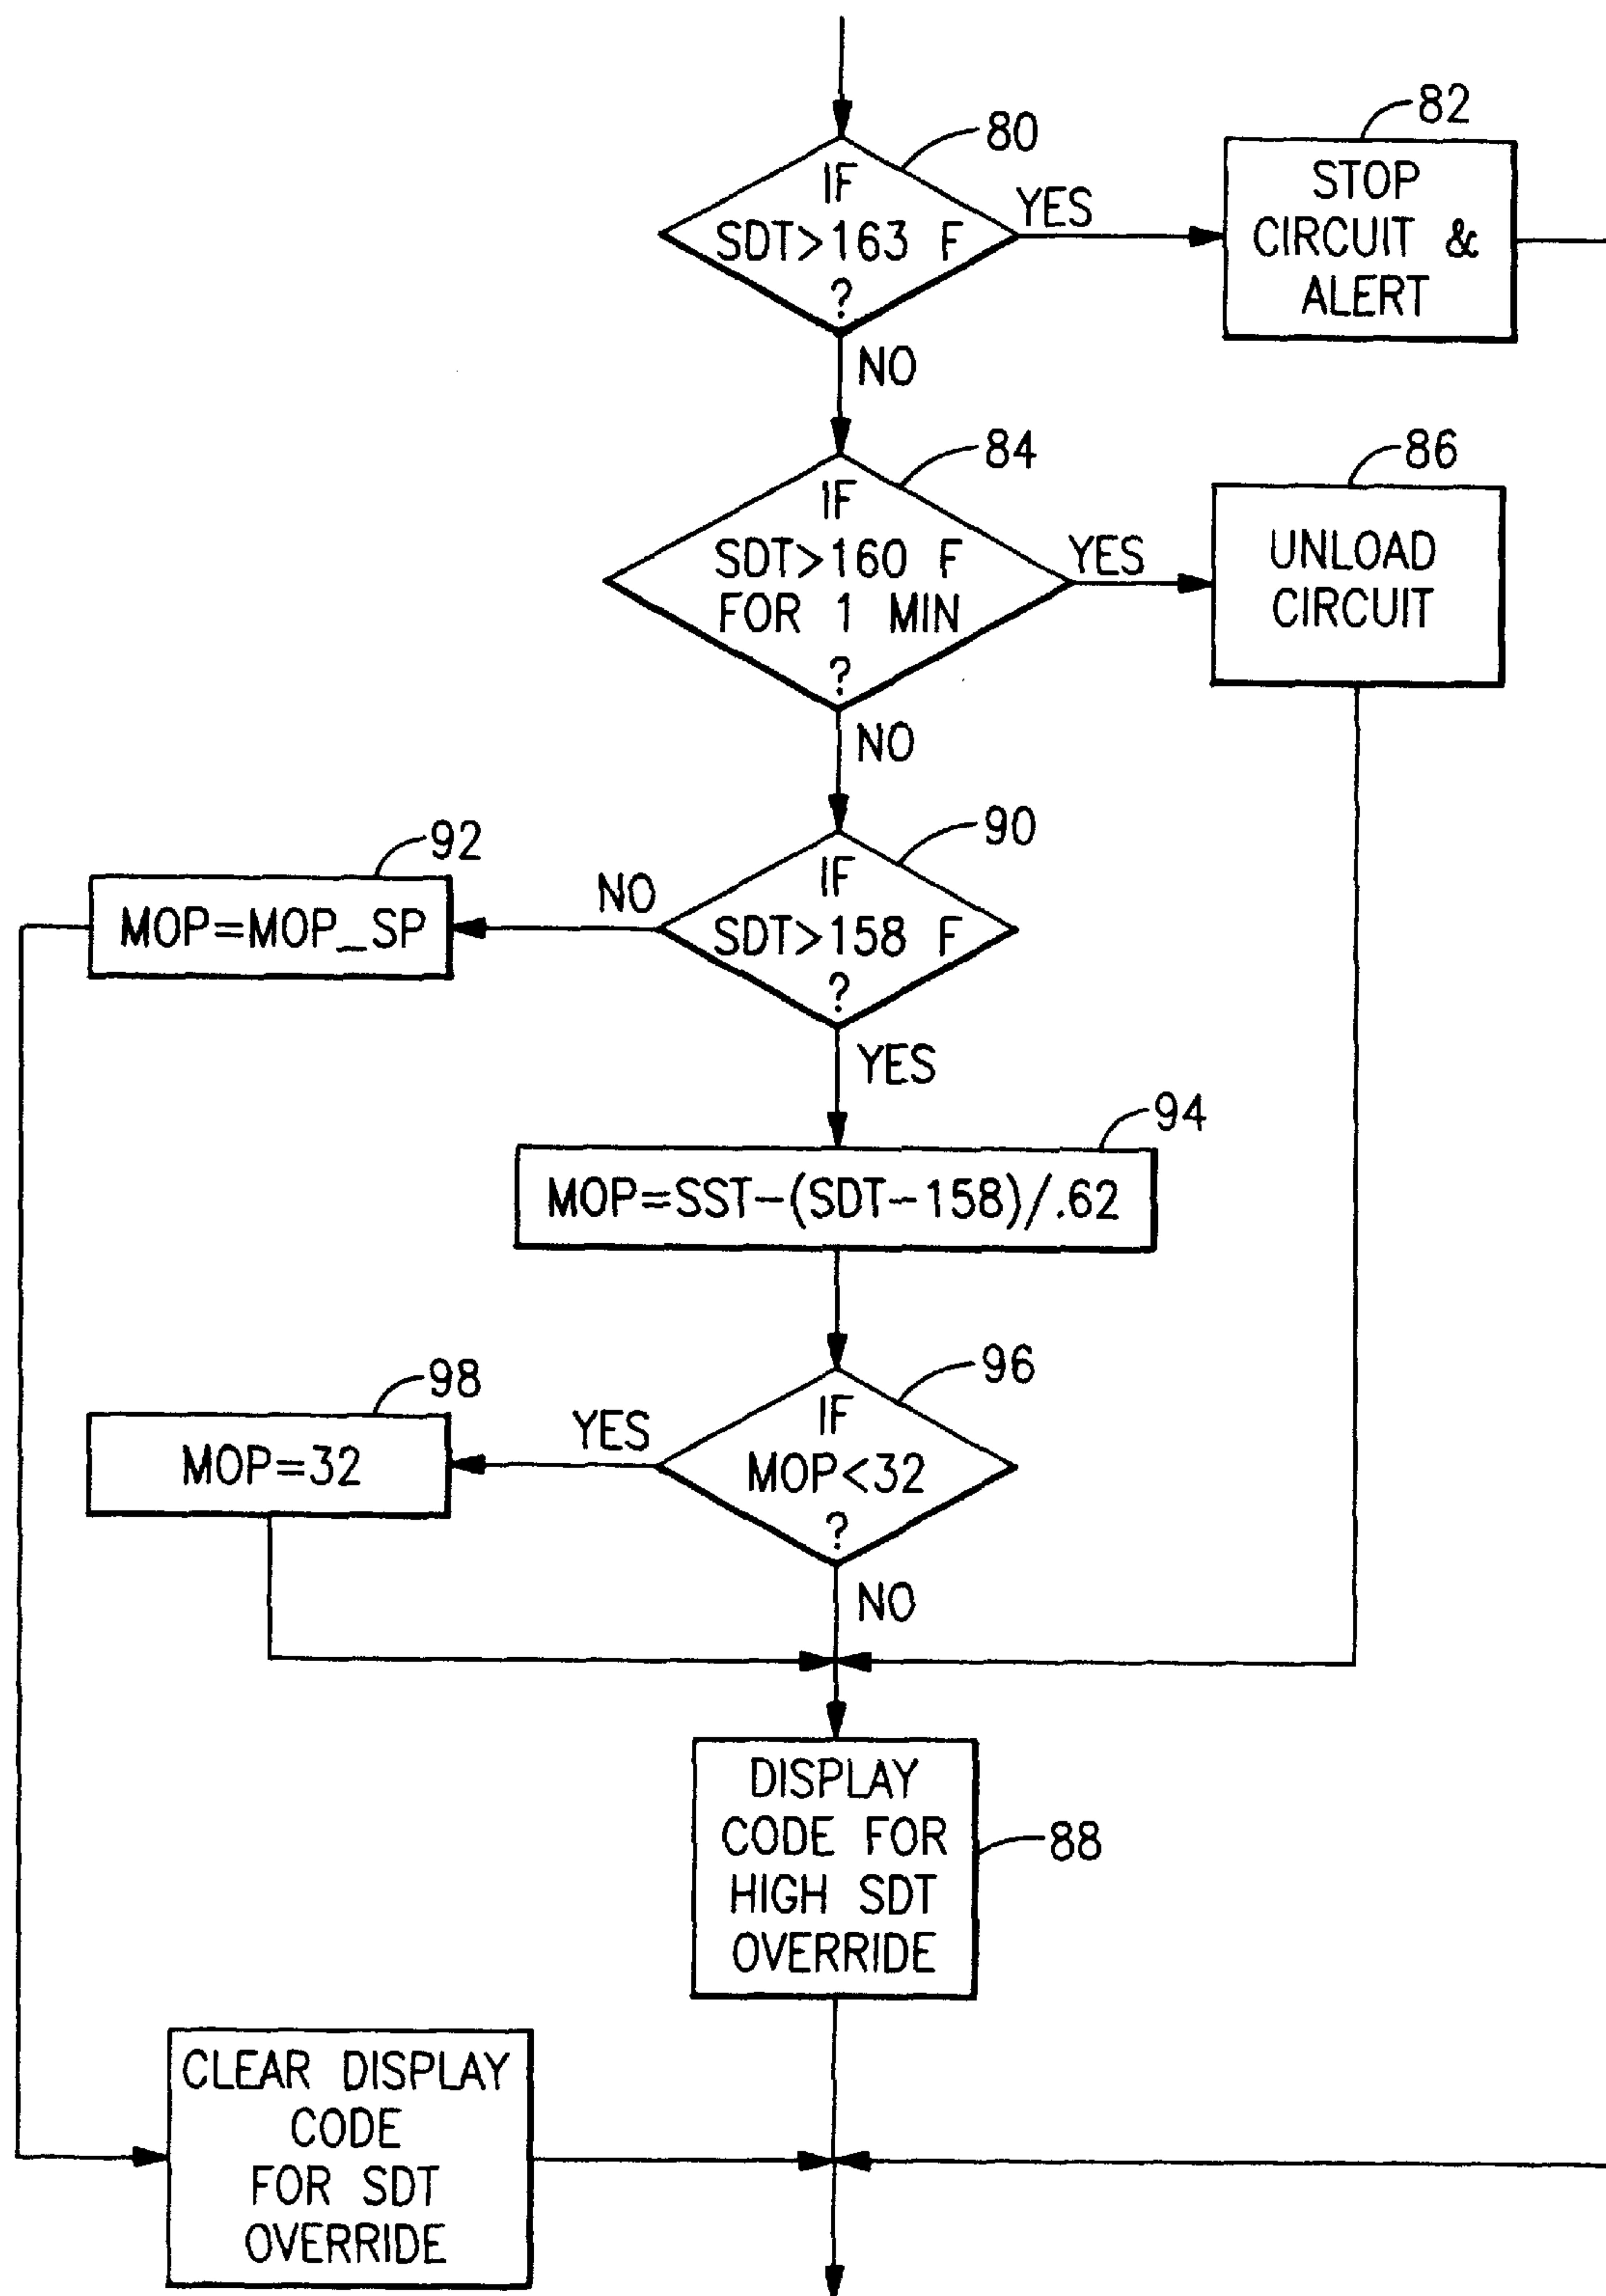 80
IF
SDT>163 F
?
YES
82
STOP
CIRCUIT &
ALERT
NO
84
IF
SDT>160 F
FOR 1 MIN
?
YES
86
UNLOAD
CIRCUIT
NO
90
IF
SDT>158 F
?
NO
92
MOP=MOP_SP
YES
94
MOP=SST-(SDT-158)/.62
96
IF
MOP<32
?
YES
98
MOP=32
NO
DISPLAY
CODE FOR
HIGH SDT
OVERRIDE
88
CLEAR DISPLAY
CODE
FOR SDT
OVERRIDE